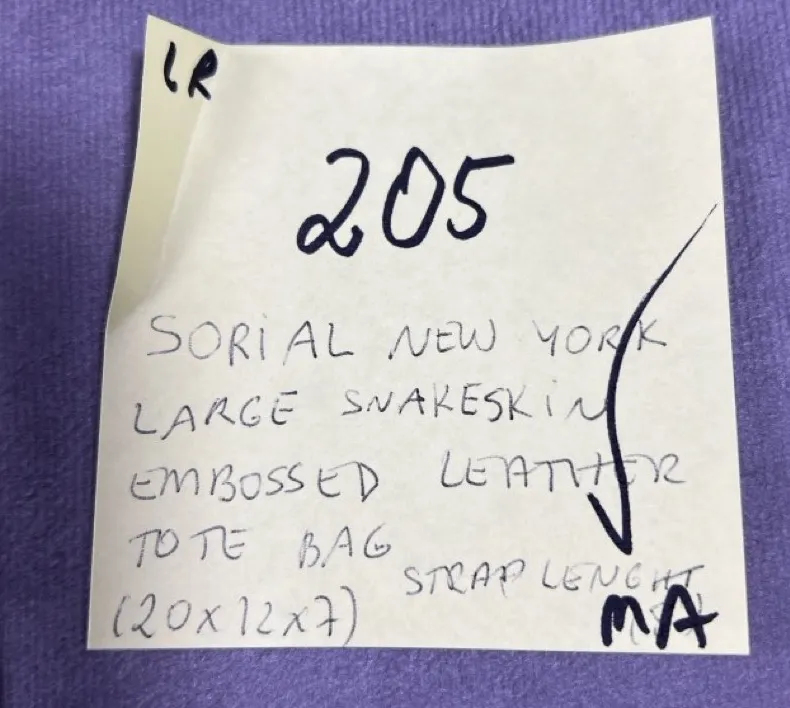 LR
205
SORIAL NEW YORK
LARGE SNAKESKIN
EMBOSSED LEATHER
TOTE BAG
STRAP LENGHT
(20x12x7)
MA